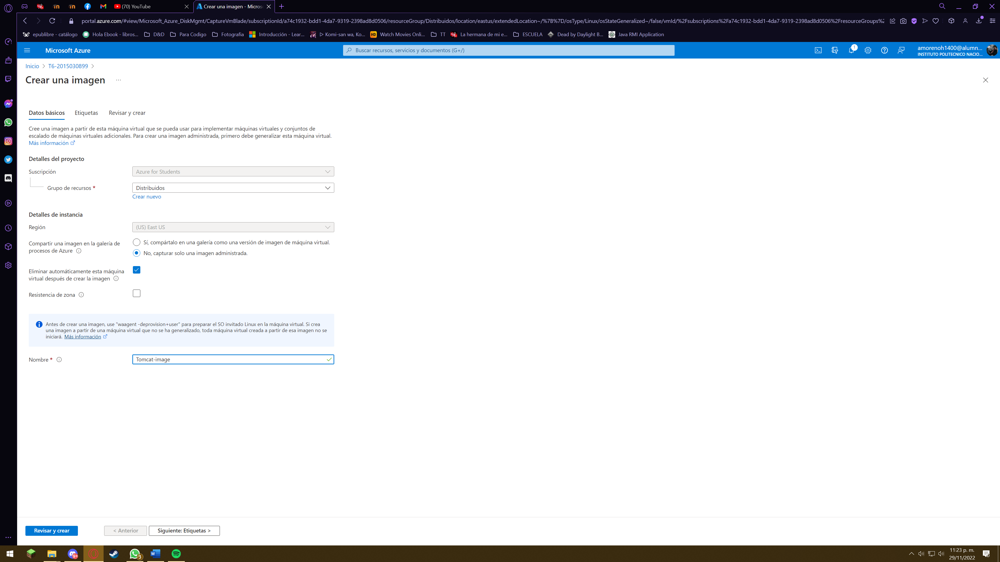 (70) YouTube
Crear una imagen - Micros
portal.azure.com/#view/Microsoft_Azure_DiskMgmt/CaptureVmBlade/subscriptionId/a74c1932-bdd1-4da7-9319-2398ad8d0506/resourceGroup/Distribuidos/location/eastus/extendedLocation~/%7B%7D/osType/Linux/osStateGeneralized~/false/vmId/%2Fsubscriptions%2Fa74c1932-bdd1-4da7-9319-2398ad8d0506%2FresourceGroups%2
epublibre - catálogo Hola Ebook - libros... D&D Para Codigo Fotografia Introducción - Lear... ▷ Komi-san wa, Ko... HD Watch Movies Onli... TT La hermana de mi e... ESCUELA Dead by Daylight B... Java RMI Application
Microsoft Azure
Buscar recursos, servicios y documentos (G+/)
1
amorenoh1400@alumn...
INSTITUTO POLITECNICO NACIO...
Inicio > T6-2015030899 >
Crear una imagen ...
Datos básicos Etiquetas Revisar y crear
Cree una imagen a partir de esta máquina virtual que se pueda usar para implementar máquinas virtuales y conjuntos de
escalado de máquinas virtuales adicionales. Para crear una imagen administrada, primero debe generalizar esta máquina virtual.
Más información
Detalles del proyecto
Suscripción
Azure for Students
Grupo de recursos *
Distribuidos
Crear nuevo
Detalles de instancia
Región
(US) East US
Compartir una imagen en la galería de
procesos de Azure
Sí, compártalo en una galería como una versión de imagen de máquina virtual.
No, capturar solo una imagen administrada.
Eliminar automáticamente esta máquina
virtual después de crear la imagen
Resistencia de zona
Antes de crear una imagen, use "waagent -deprovision+user" para preparar el SO invitado Linux en la máquina virtual. Si crea
una imagen a partir de una máquina virtual que no se ha generalizado, toda máquina virtual creada a partir de esa imagen no se
iniciará. Más información
Nombre *
Tomcat-image
Revisar y crear
< Anterior
Siguiente: Etiquetas >
9+
3
11:23 p. m.
29/11/2022